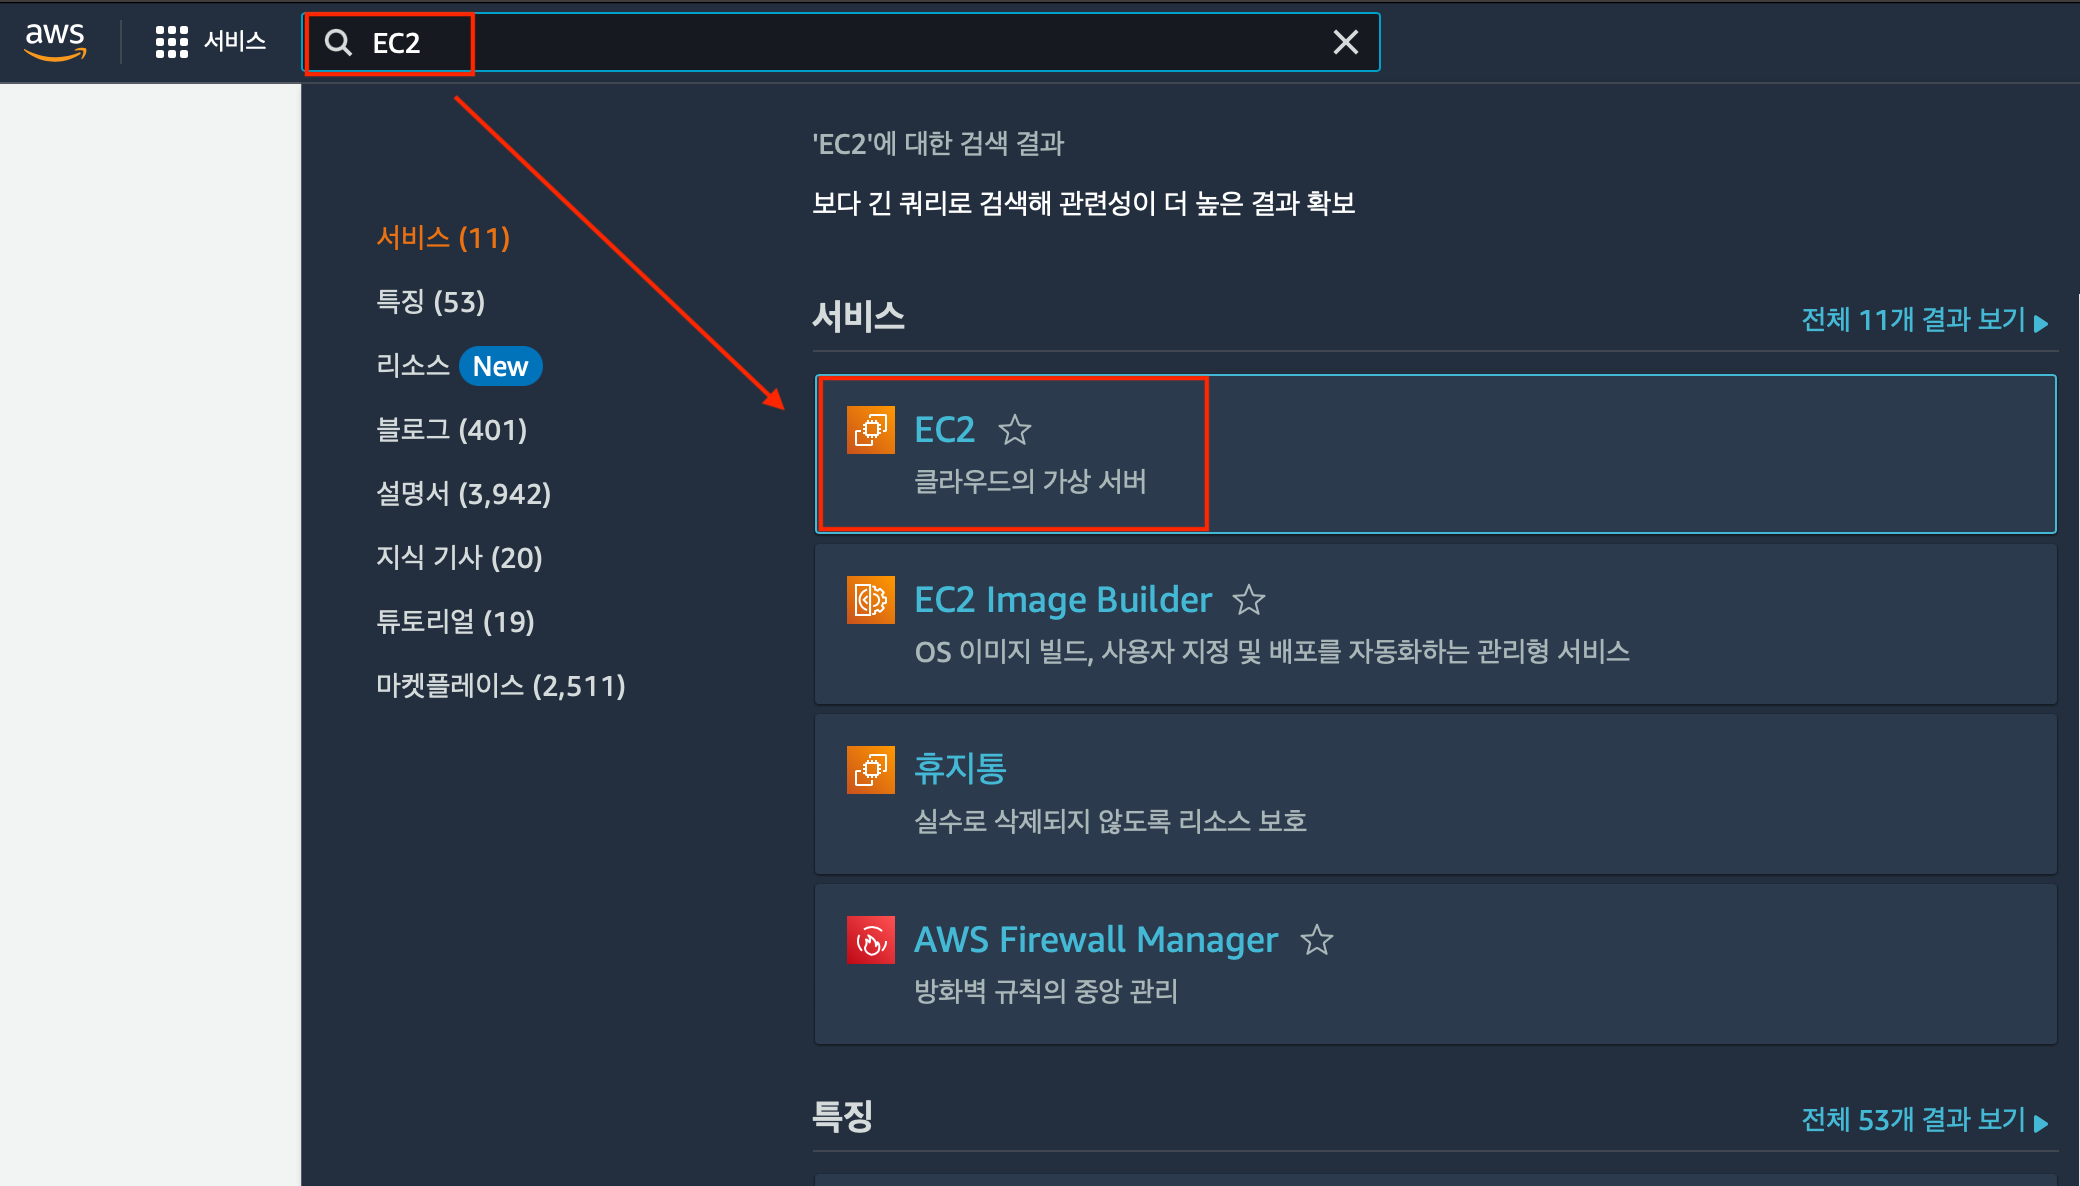 aws
서비스
EC2
'EC2'에 대한 검색 결과
보다 긴 쿼리로 검색해 관련성이 더 높은 결과 확보
서비스 (11)
특징 (53)
리소스 New
블로그 (401)
설명서 (3,942)
지식 기사 (20)
튜토리얼 (19)
마켓플레이스 (2,511)
서비스
전체 11개 결과 보기
EC2
클라우드의 가상 서버
EC2 Image Builder
OS 이미지 빌드, 사용자 지정 및 배포를 자동화하는 관리형 서비스
휴지통
실수로 삭제되지 않도록 리소스 보호
AWS Firewall Manager
방화벽 규칙의 중앙 관리
특징
전체 53개 결과 보기